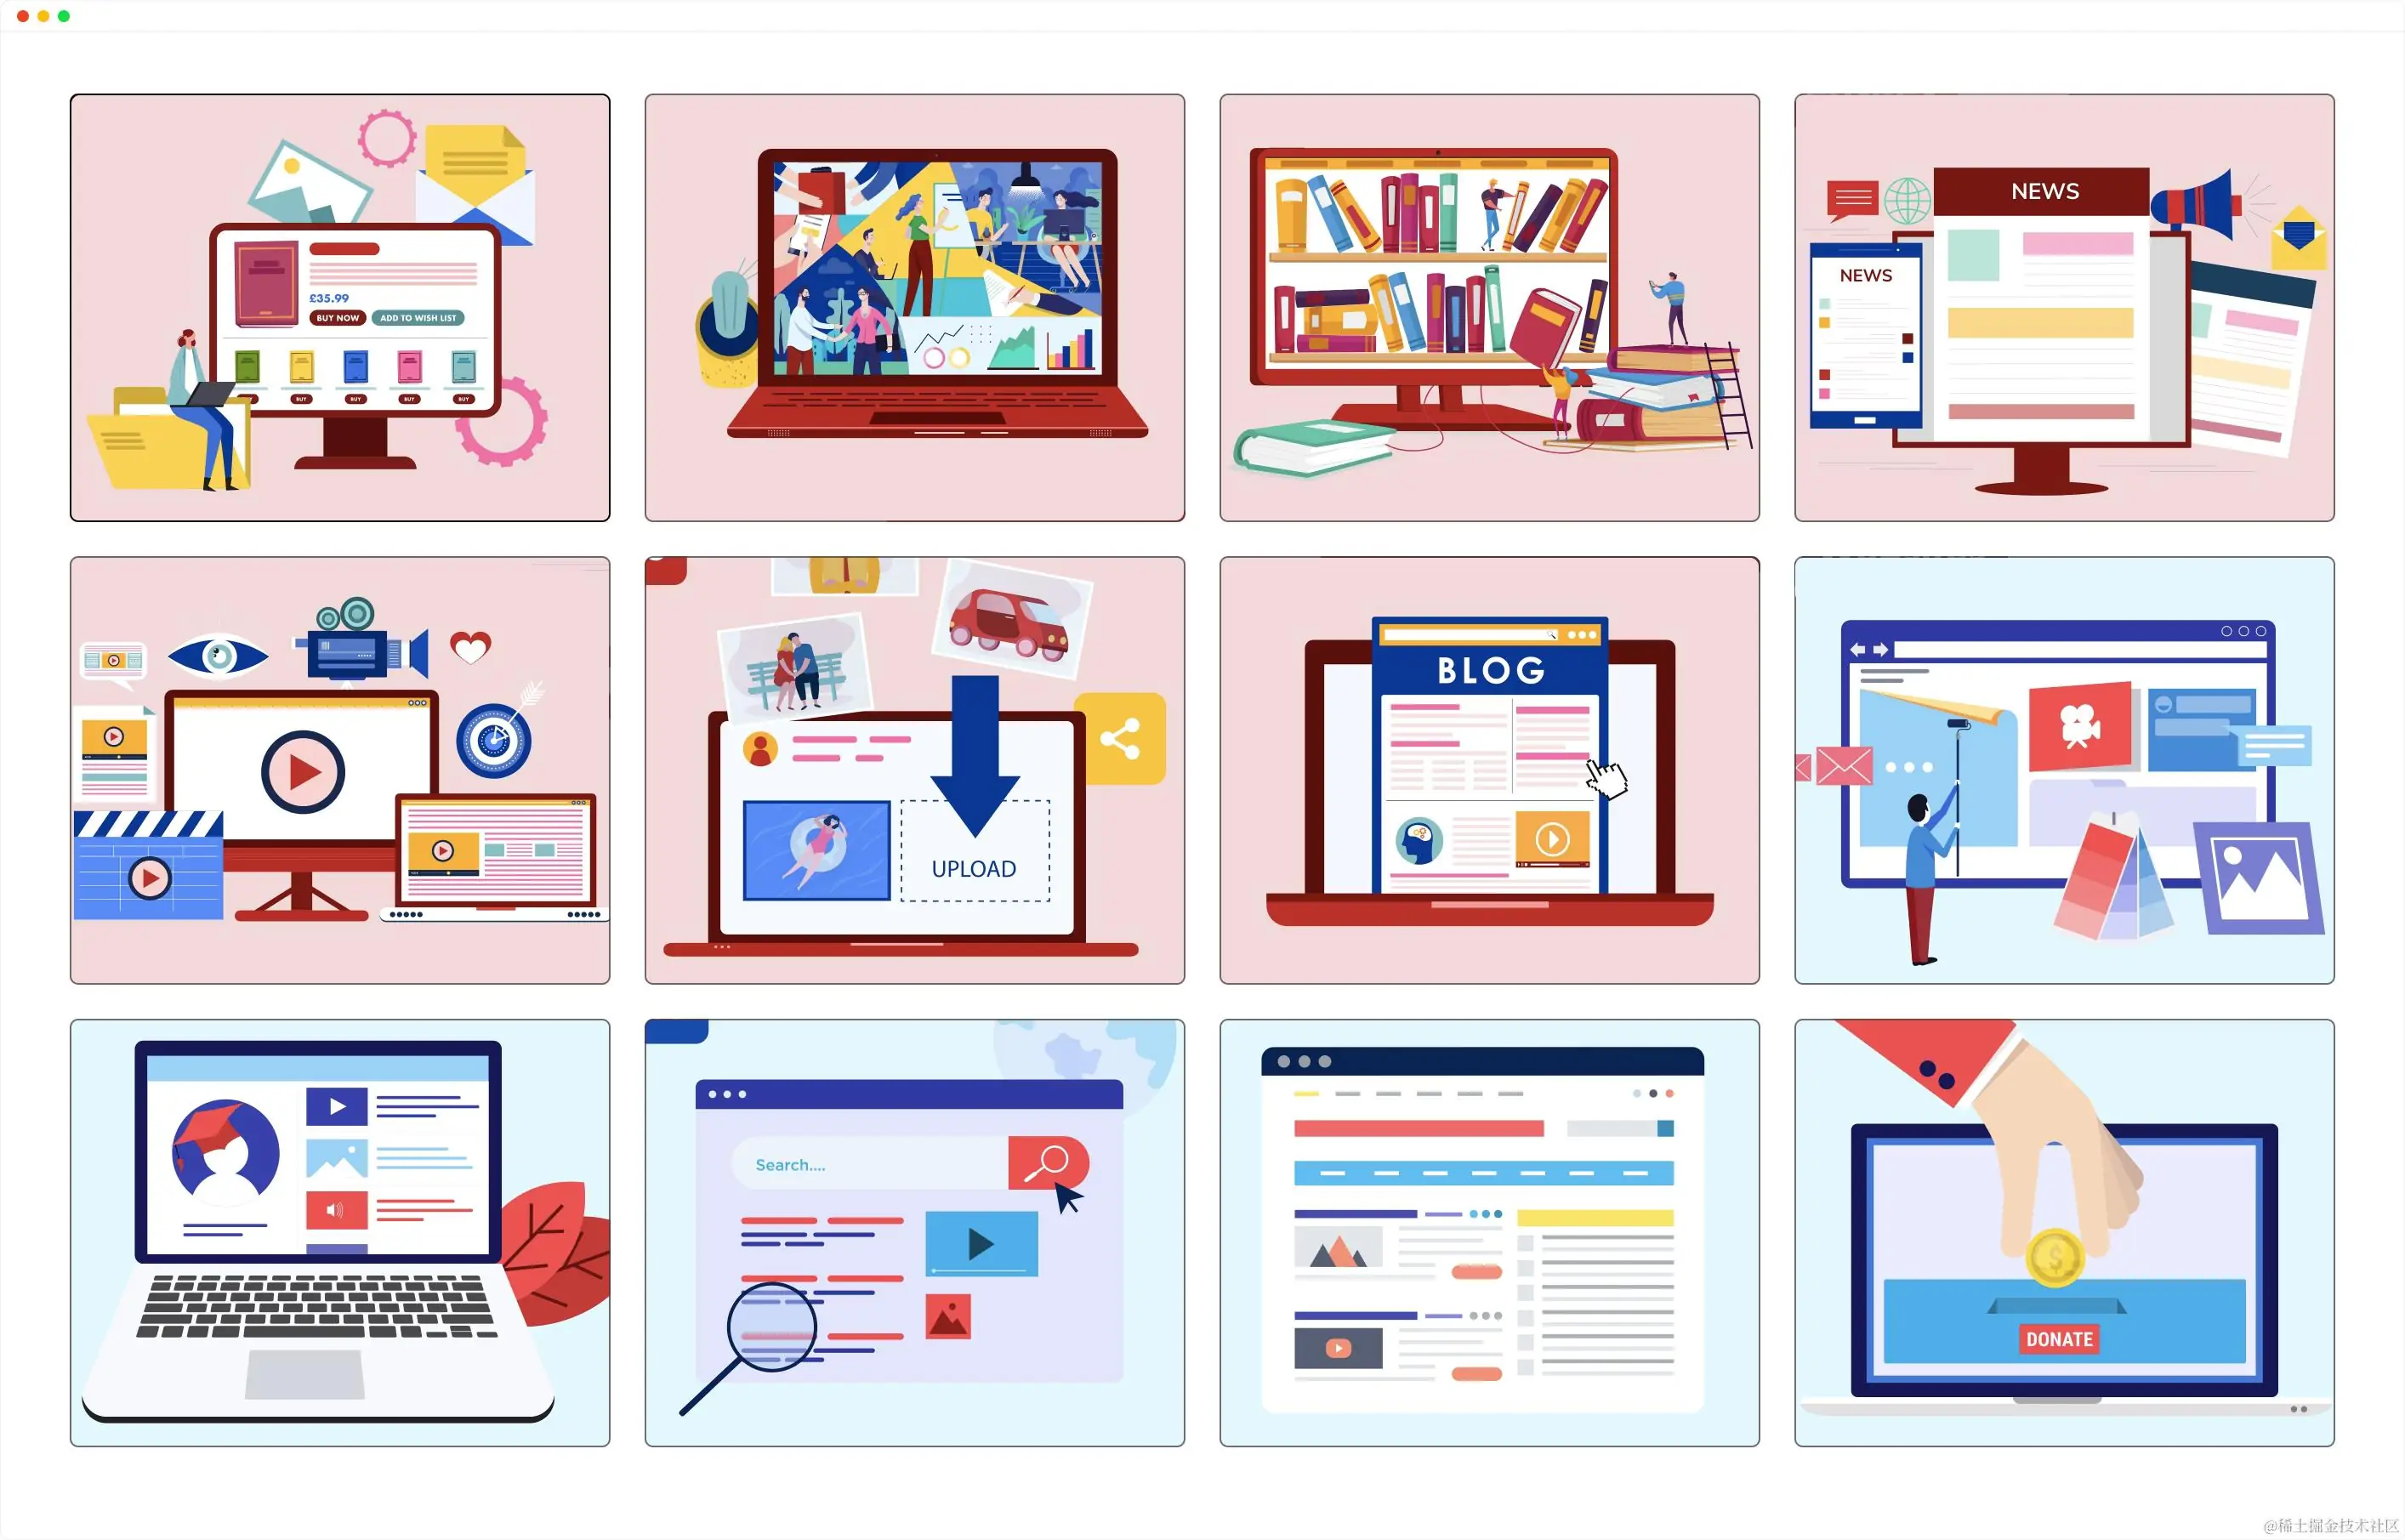 £35.99
BUY NOW
ADD TO WISH LIST
BUY
BUY
BUY
BUY
NEWS
NEWS
UPLOAD
BLOG
Search....
DONATE
@稀土掘金技术社区